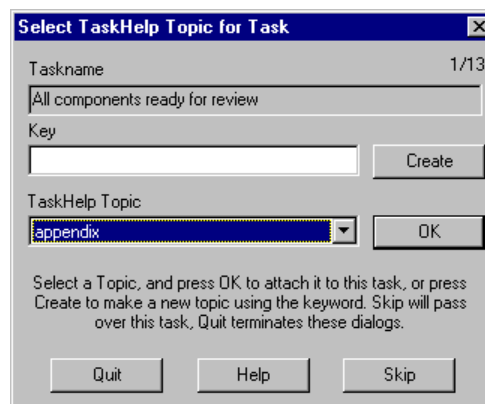 Select TaskHelp Topic for Task
Taskname 1/13
All components ready for review
Key
Create
TaskHelp Topic
appendix OK
Select a Topic, and press OK to attach it to this task, or press
Create to make a new topic using the keyword. Skip will pass
over this task, Quit terminates these dialogs.
Quit Help Skip